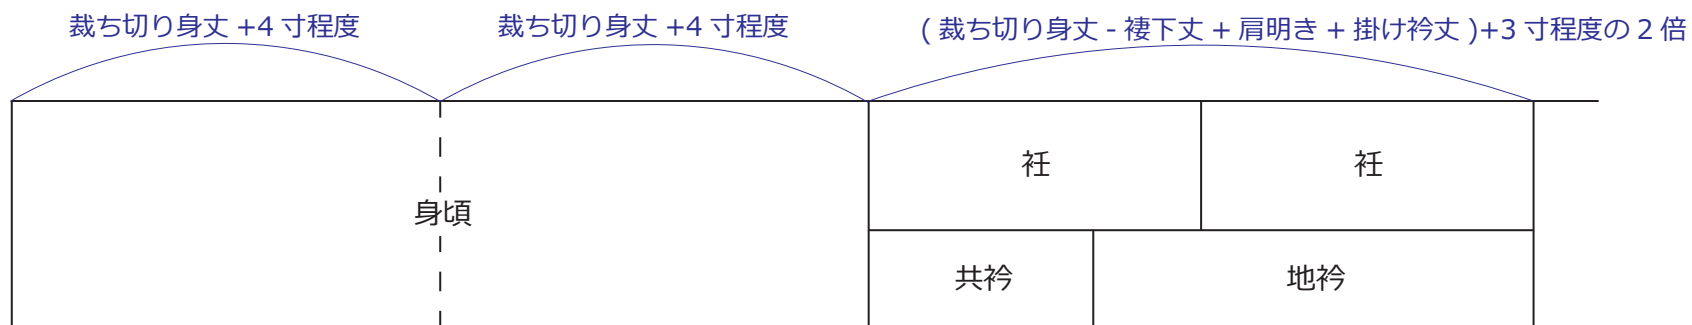 裁ち切り身丈 +4 寸程度
裁ち切り身丈 +4 寸程度
( 裁ち切り身丈 - 褄下丈 + 肩明き + 掛け衿丈 )+3 寸程度の 2 倍
衽
衽
身頃
共衿
地衿